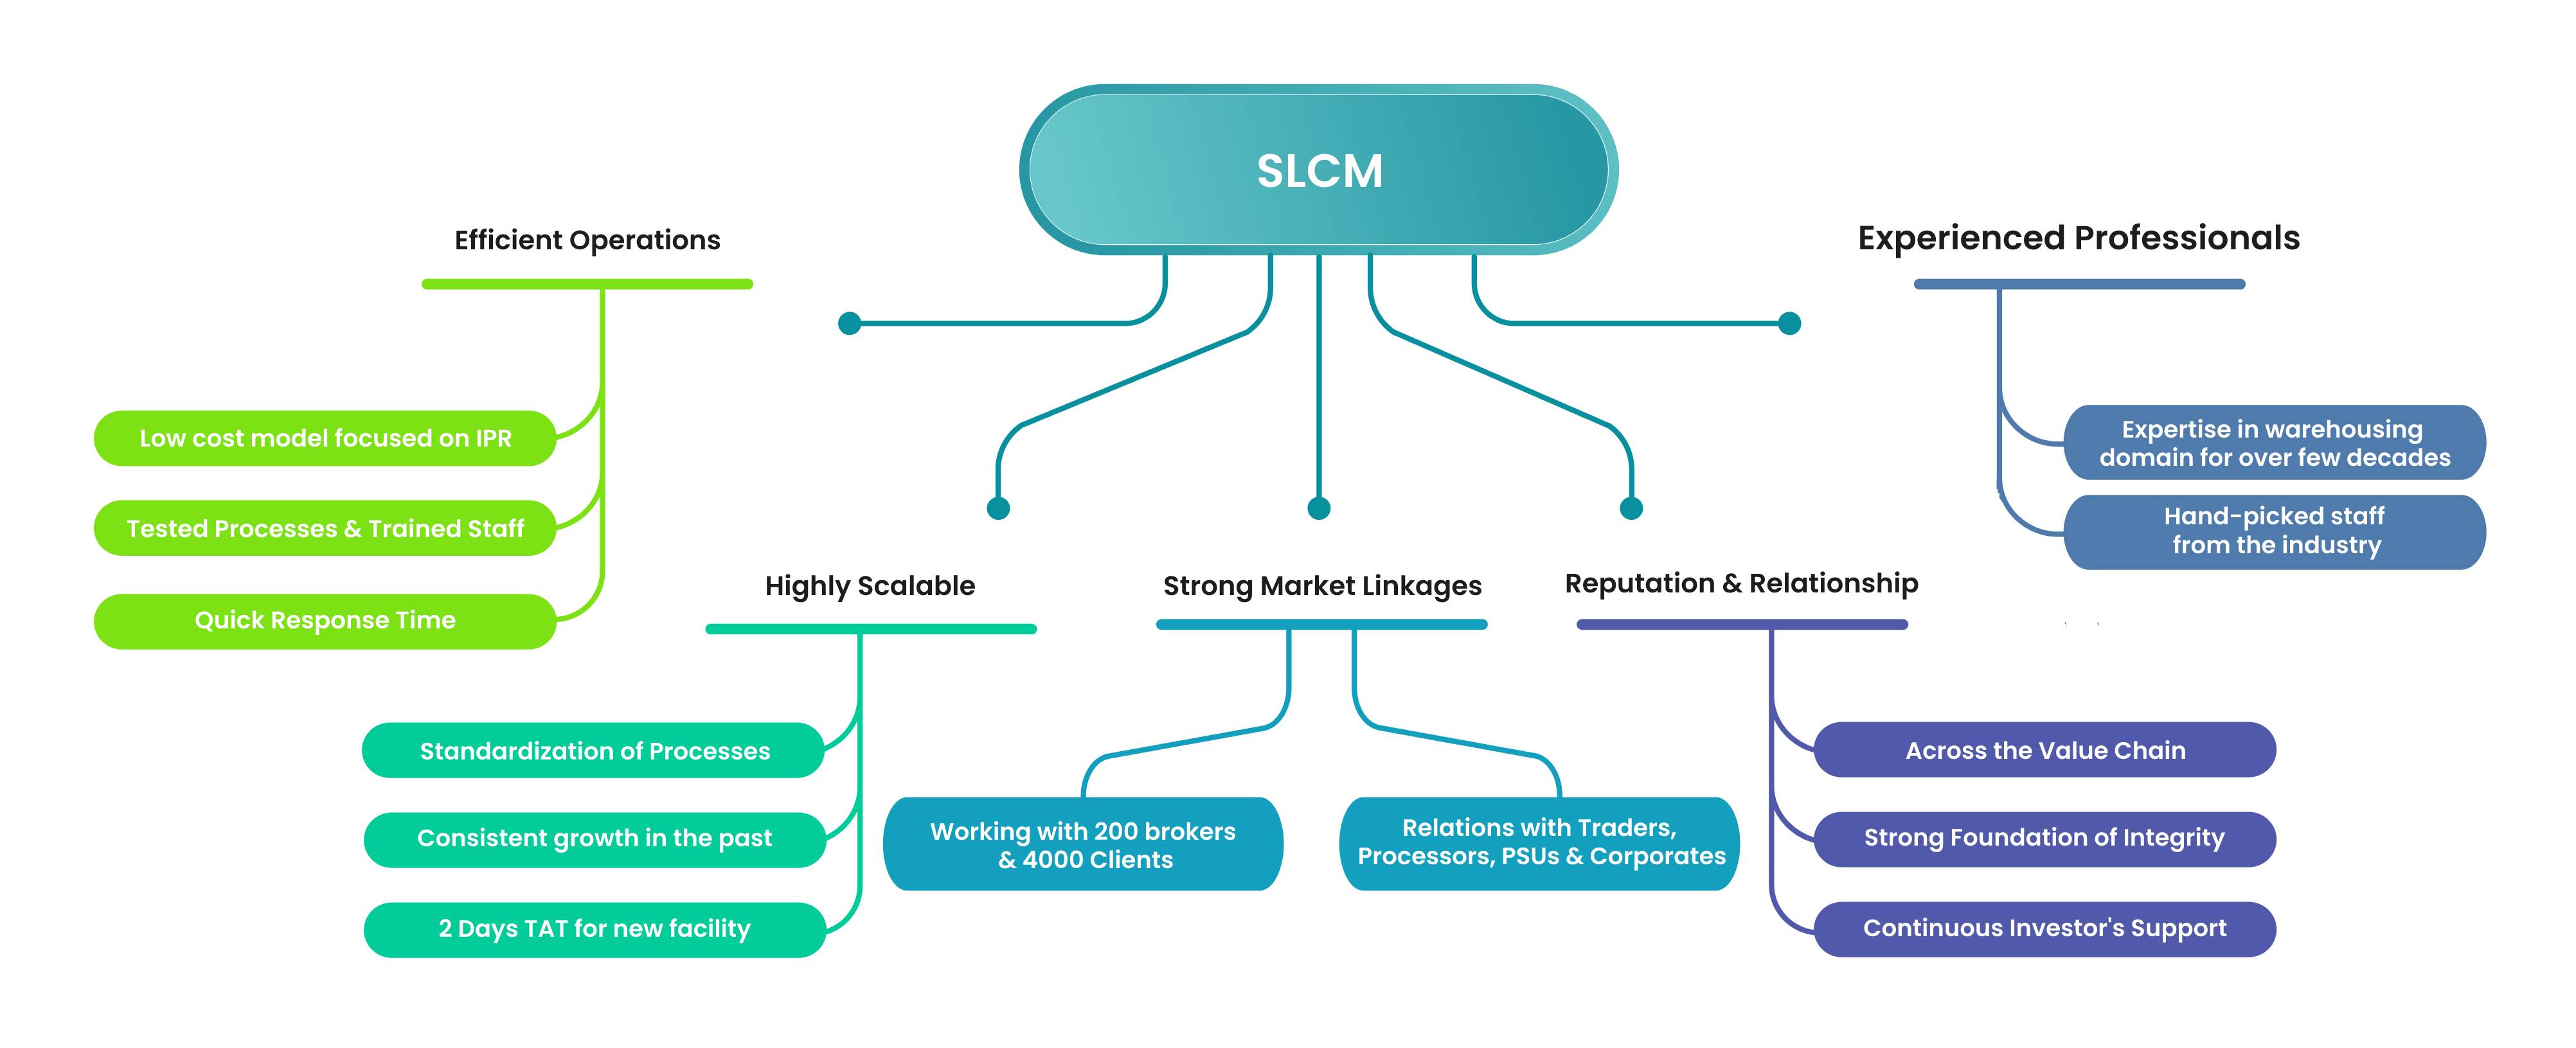 SLCM
Efficient Operations
Low cost model focused on IPR
Tested Processes & Trained Staff
Quick Response Time
Highly Scalable
Standardization of Processes
Consistent growth in the past
2 Days TAT for new facility
Strong Market Linkages
Working with 200 brokers
& 4000 Clients
Relations with Traders,
Processors, PSUs & Corporates
Reputation & Relationship
Across the Value Chain
Strong Foundation of Integrity
Continuous Investor's Support
Experienced Professionals
Expertise in warehousing
domain for over few decades
Hand-picked staff
from the industry